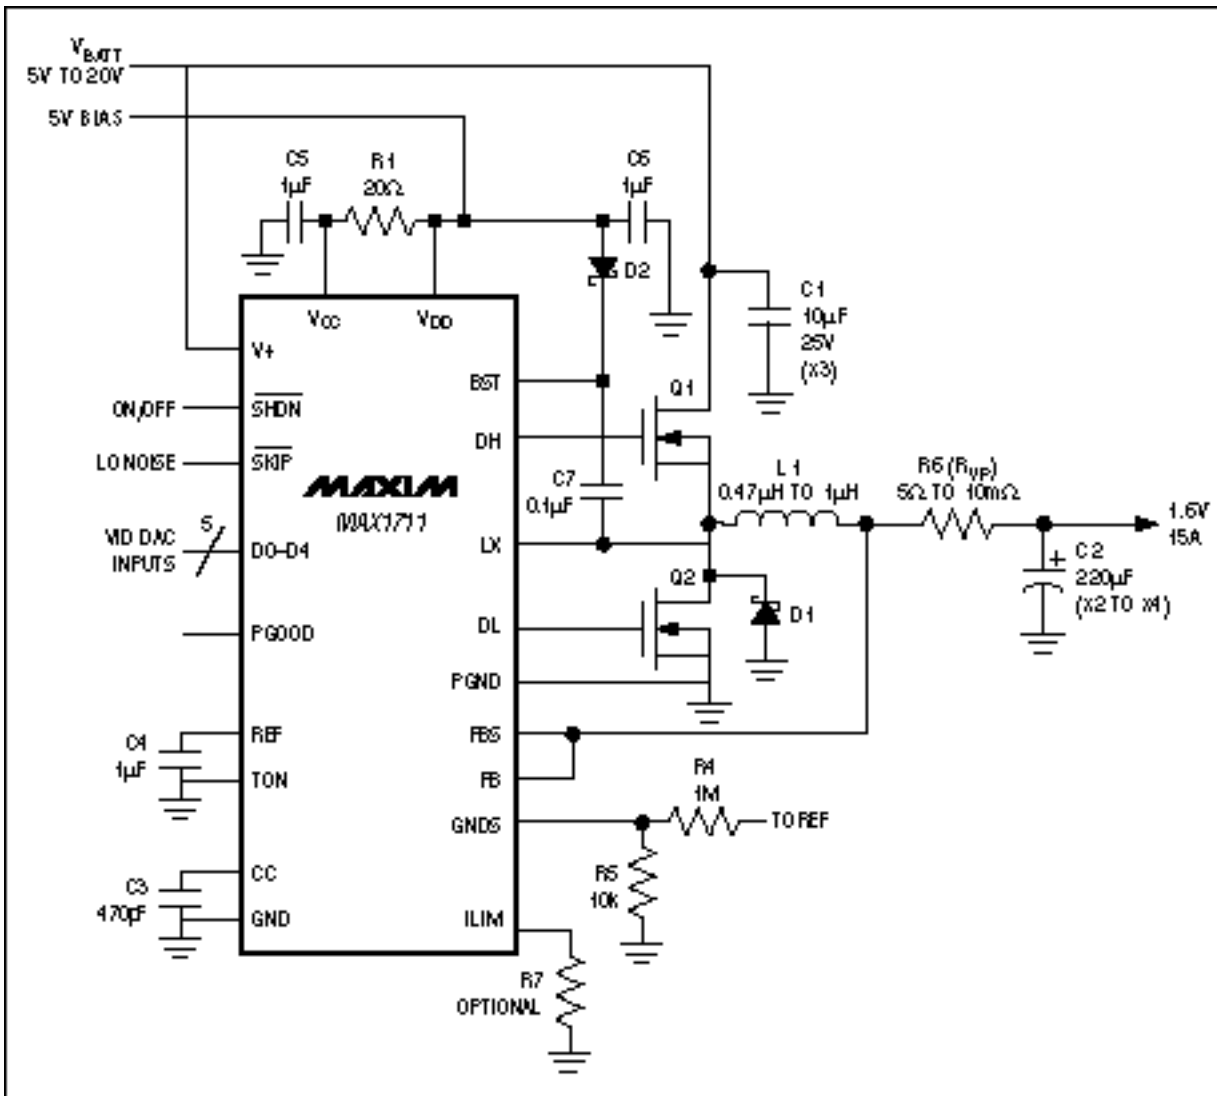 VBATT
5V TO 20V
5V BIAS
C5
1µF
R1
20Ω
C6
1µF
D2
C1
10µF
25V
(X3)
VCC
VDD
V+
BST
Q1
ON/OFF
SHDN
DH
LO NOISE
SKIP
MAXIM
MAX1711
C7
0.1µF
L1
0.47µH TO 1µH
R6 (RVP)
5Ω TO 10mΩ
1.6V
15A
VID DAC
INPUTS
5
D0–D4
LX
Q2
C2
220µF
(X2 TO X4)
+
D1
DL
PGOOD
PGND
C4
1µF
REF
FBS
TON
FB
R4
1M
TO REF
GNDS
R5
10k
C3
470pF
CC
GND
ILIM
R7
OPTIONAL